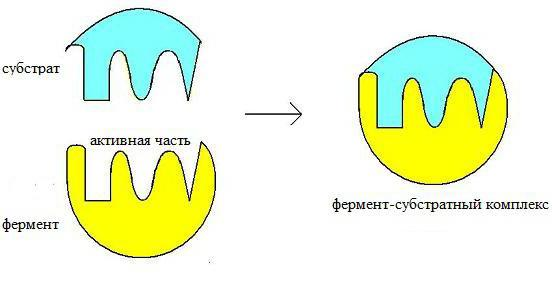 субстрат
активная часть
фермент
фермент-субстратный комплекс